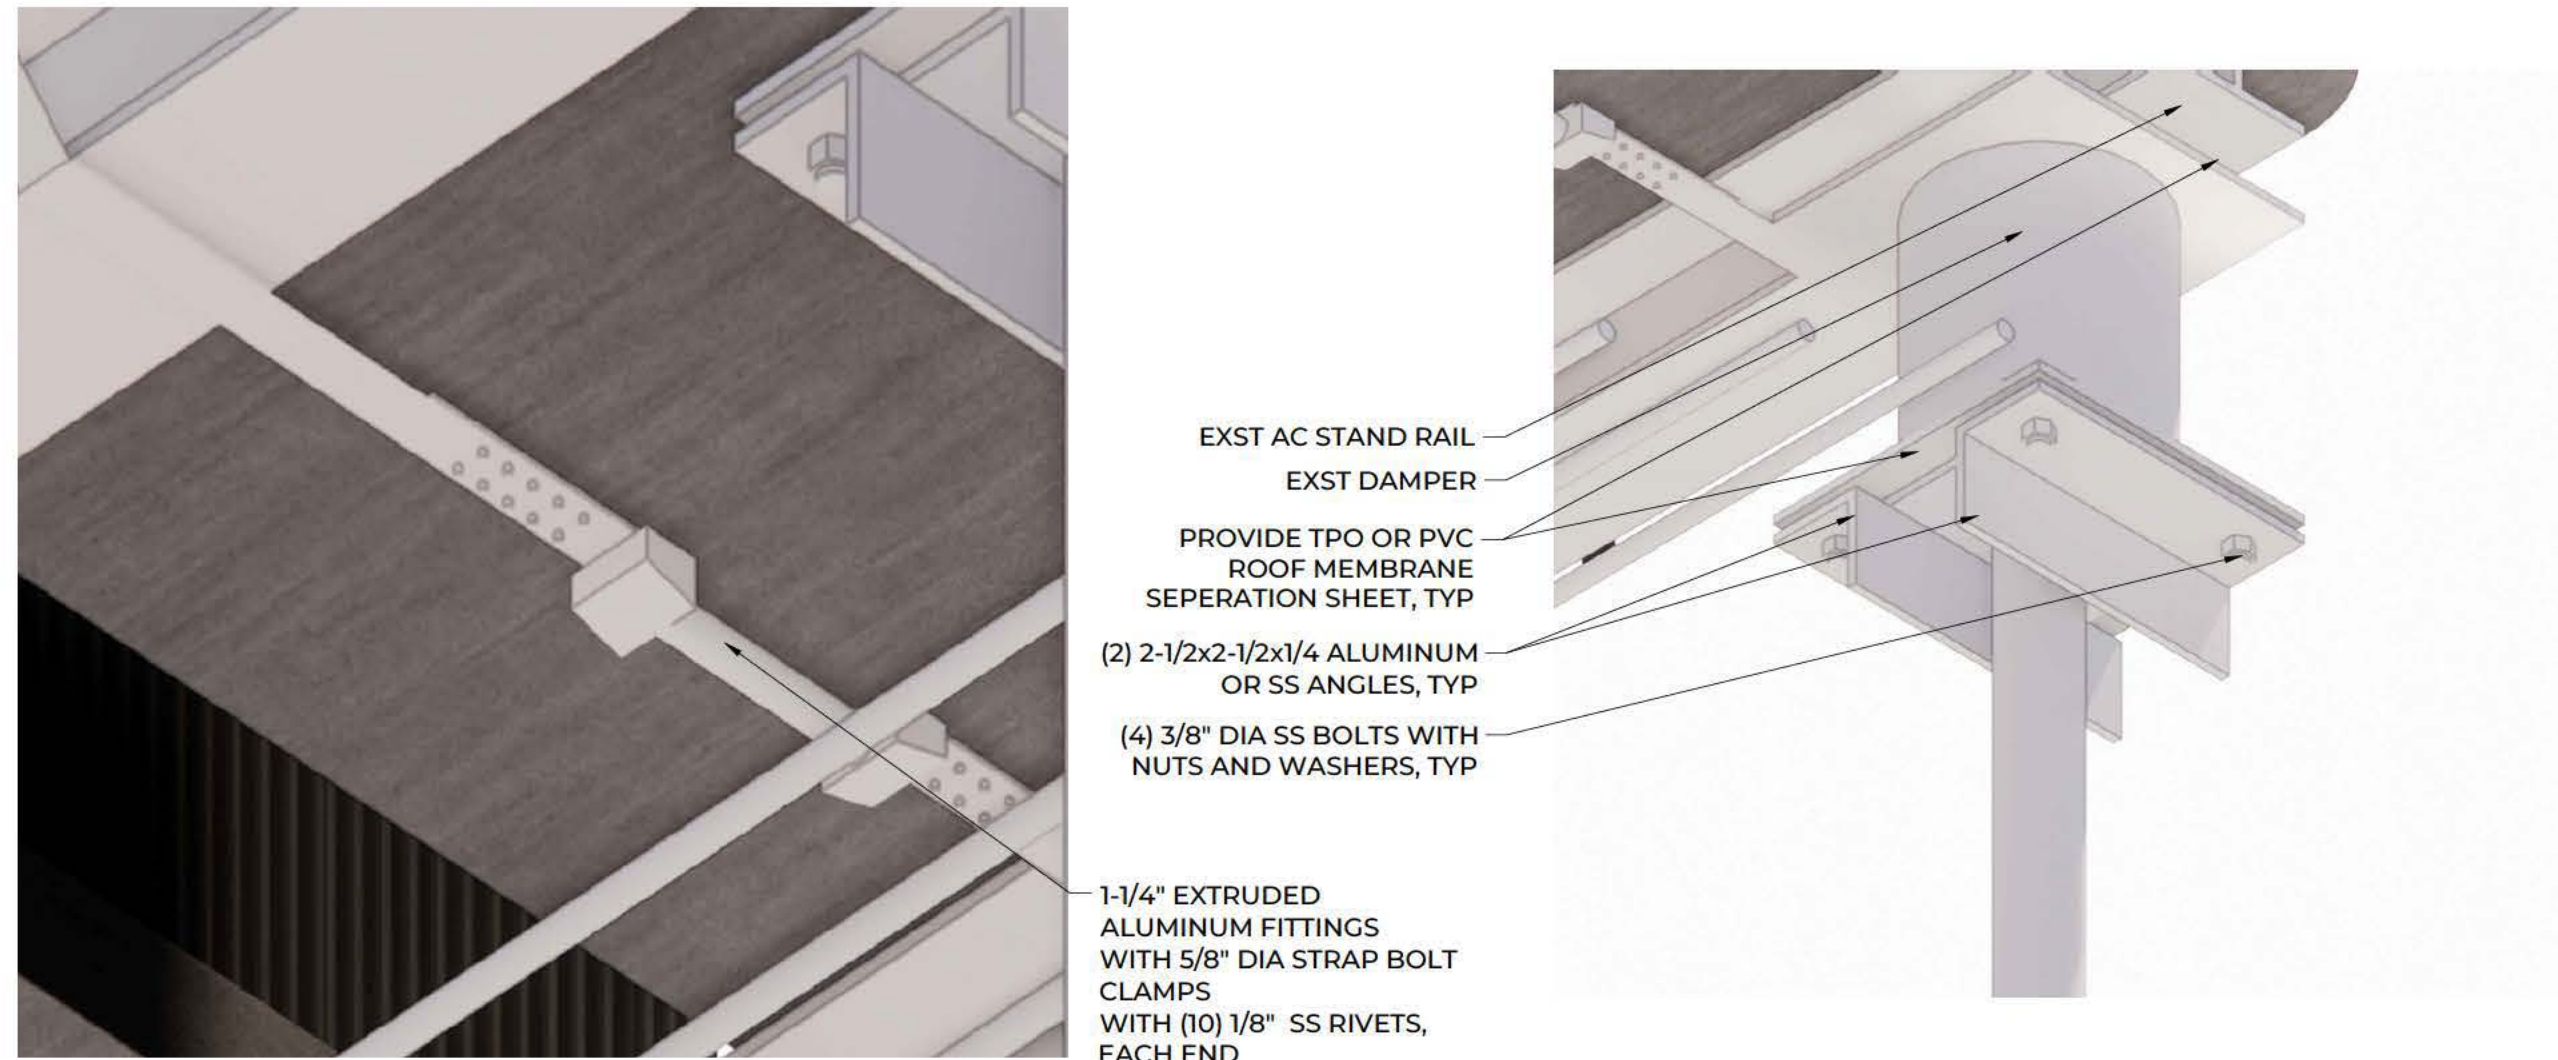 EXST AC STAND RAIL
EXST DAMPER
PROVIDE TPO OR PVC
ROOF MEMBRANE
SEPERATION SHEET, TYP
(2) 2-1/2x2-1/2x1/4 ALUMINUM
OR SS ANGLES, TYP
(4) 3/8" DIA SS BOLTS WITH
NUTS AND WASHERS, TYP
1-1/4" EXTRUDED
ALUMINUM FITTINGS
WITH 5/8" DIA STRAP BOLT
CLAMPS
WITH (10) 1/8" SS RIVETS,
EACH END